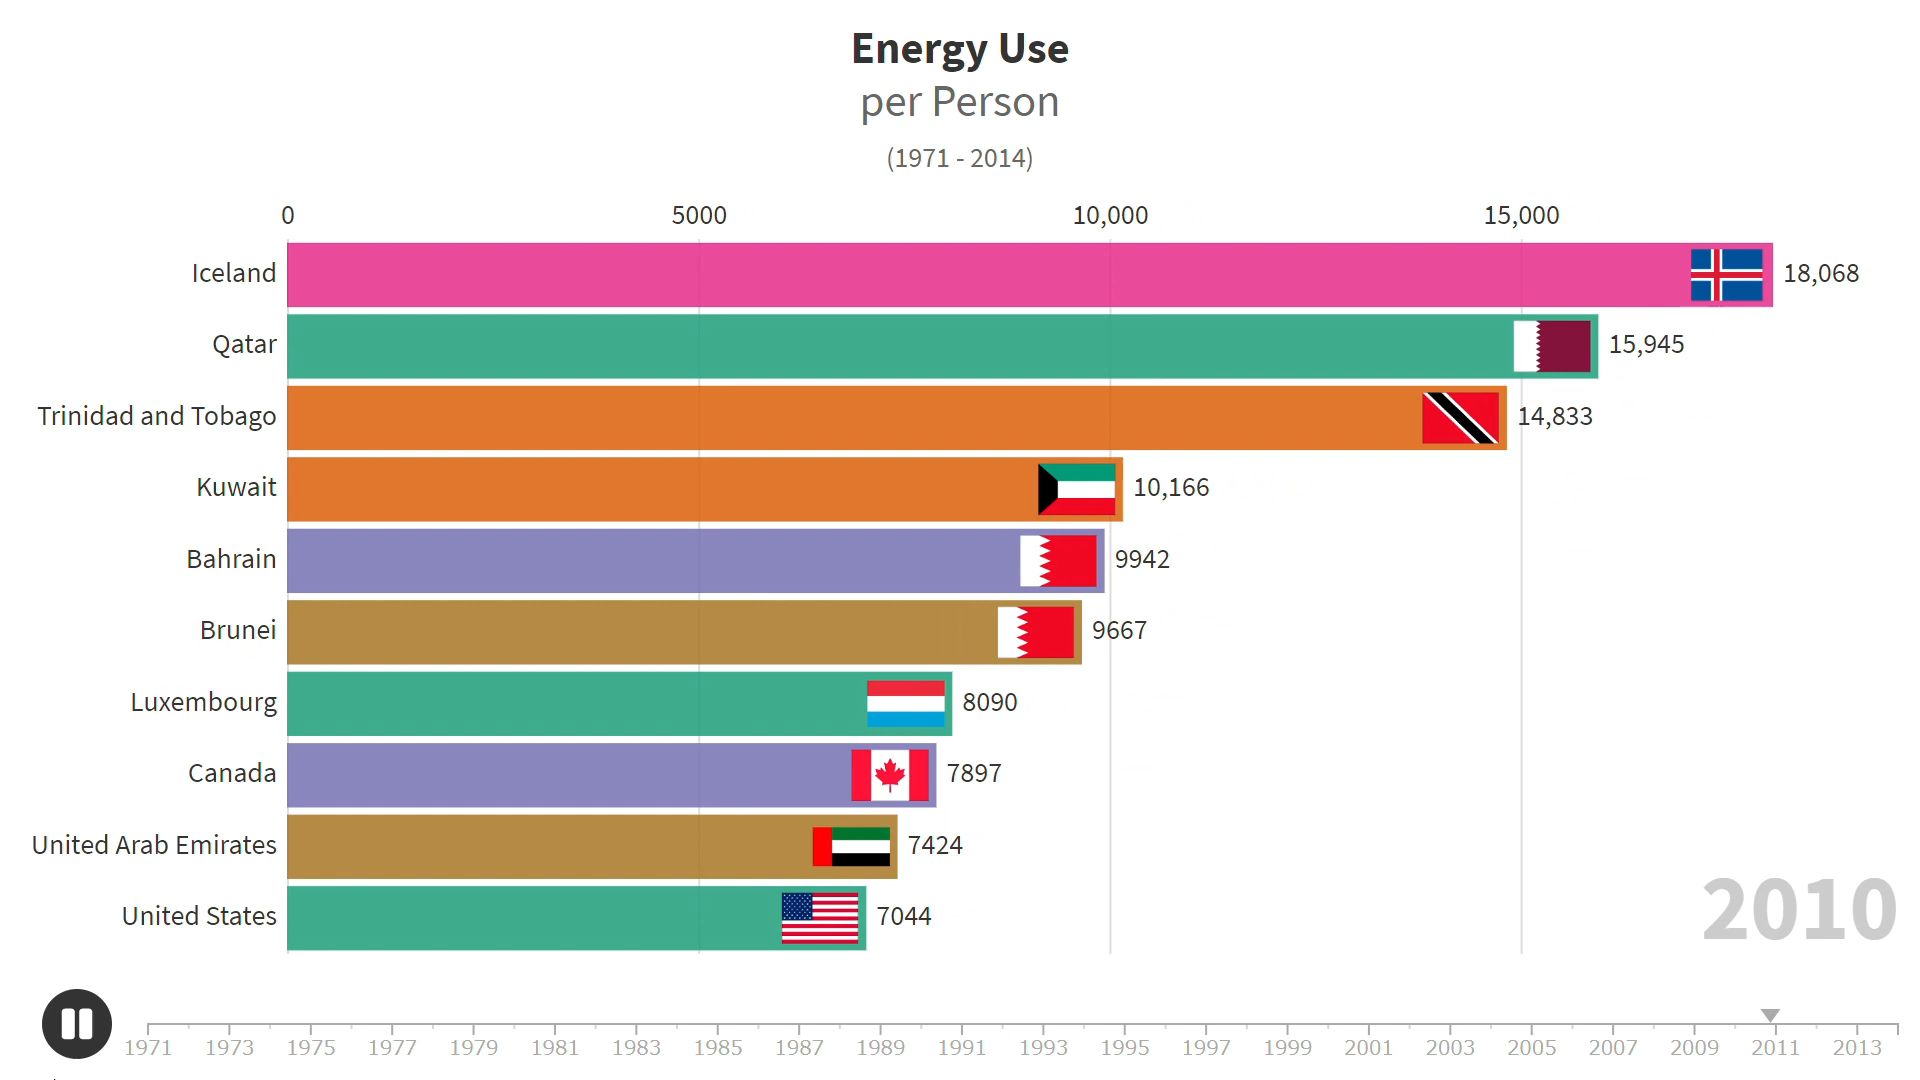 Energy Use
per Person
(1971 - 2014)
0 5000 10,000 15,000
Iceland 18,068
Qatar 15,945
Trinidad and Tobago 14,833
Kuwait 10,166
Bahrain 9942
Brunei 9667
Luxembourg 8090
Canada 7897
United Arab Emirates 7424
United States 7044
2010
1971 1973 1975 1977 1979 1981 1983 1985 1987 1989 1991 1993 1995 1997 1999 2001 2003 2005 2007 2009 2011 2013